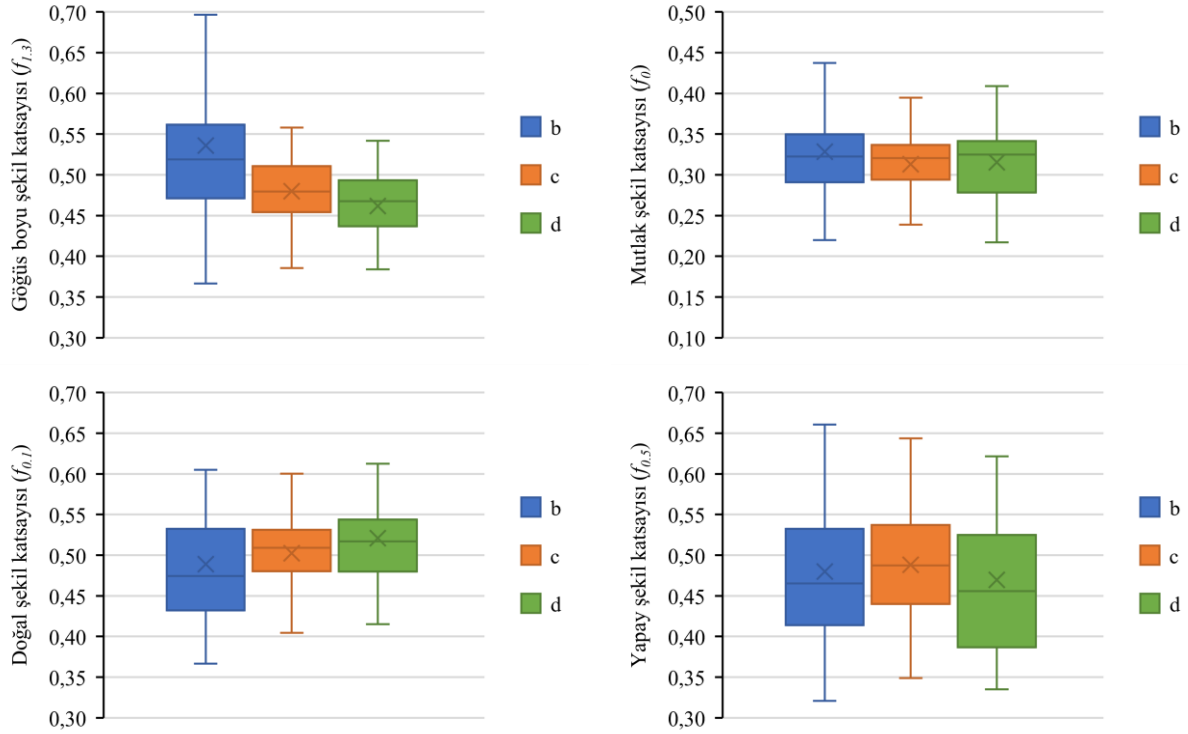 Göğüs boyu şekil katsayısı (f1.3)
0,70
0,65
0,60
0,55
0,50
0,45
0,40
0,35
0,30
b
c
d
Mutlak şekil katsayısı (f0)
0,50
0,45
0,40
0,35
0,30
0,25
0,20
0,15
0,10
b
c
d
Doğal şekil katsayısı (f0.1)
0,70
0,65
0,60
0,55
0,50
0,45
0,40
0,35
0,30
b
c
d
Yapay şekil katsayısı (f0.5)
0,70
0,65
0,60
0,55
0,50
0,45
0,40
0,35
0,30
b
c
d